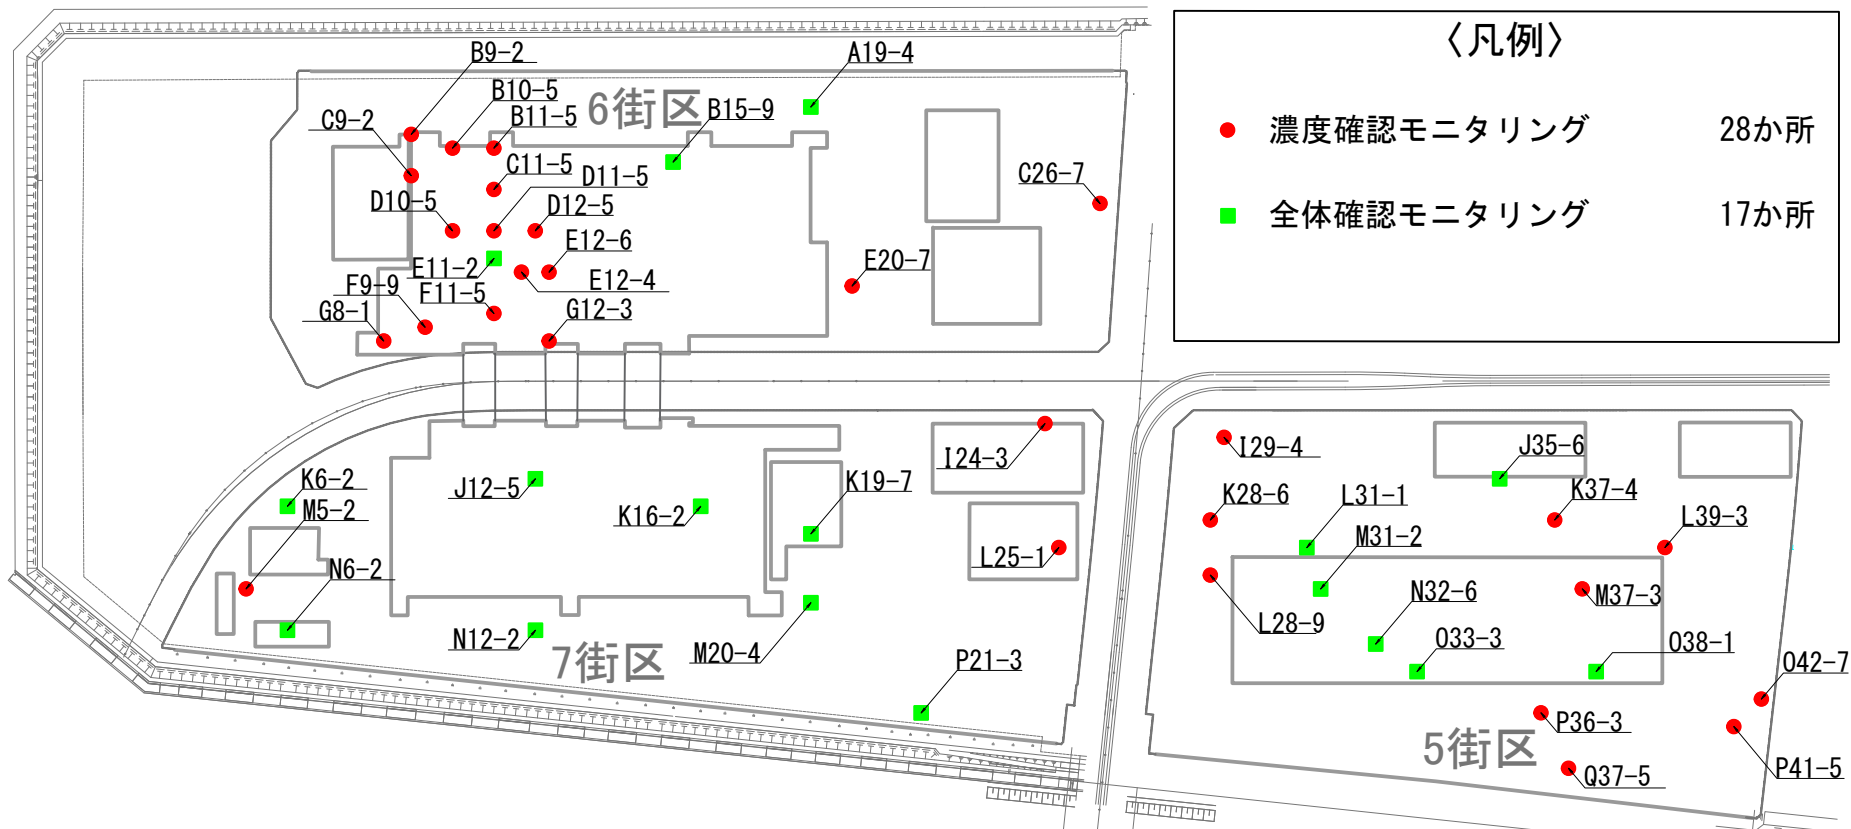 〈凡例〉
濃度確認モニタリング 28か所
全体確認モニタリング 17か所
6街区
B9-2
A19-4
B10-5
B15-9
C9-2
B11-5
C11-5
D11-5
C26-7
D10-5
D12-5
E12-6
E11-2
E20-7
E12-4
F9-9
F11-5
G8-1
G12-3
7街区
I24-3
K6-2
J12-5
K19-7
M5-2
K16-2
L25-1
N6-2
N12-2
M20-4
P21-3
5街区
I29-4
J35-6
K28-6
L31-1
K37-4
M31-2
L39-3
L28-9
N32-6
M37-3
O33-3
O38-1
O42-7
P36-3
Q37-5
P41-5